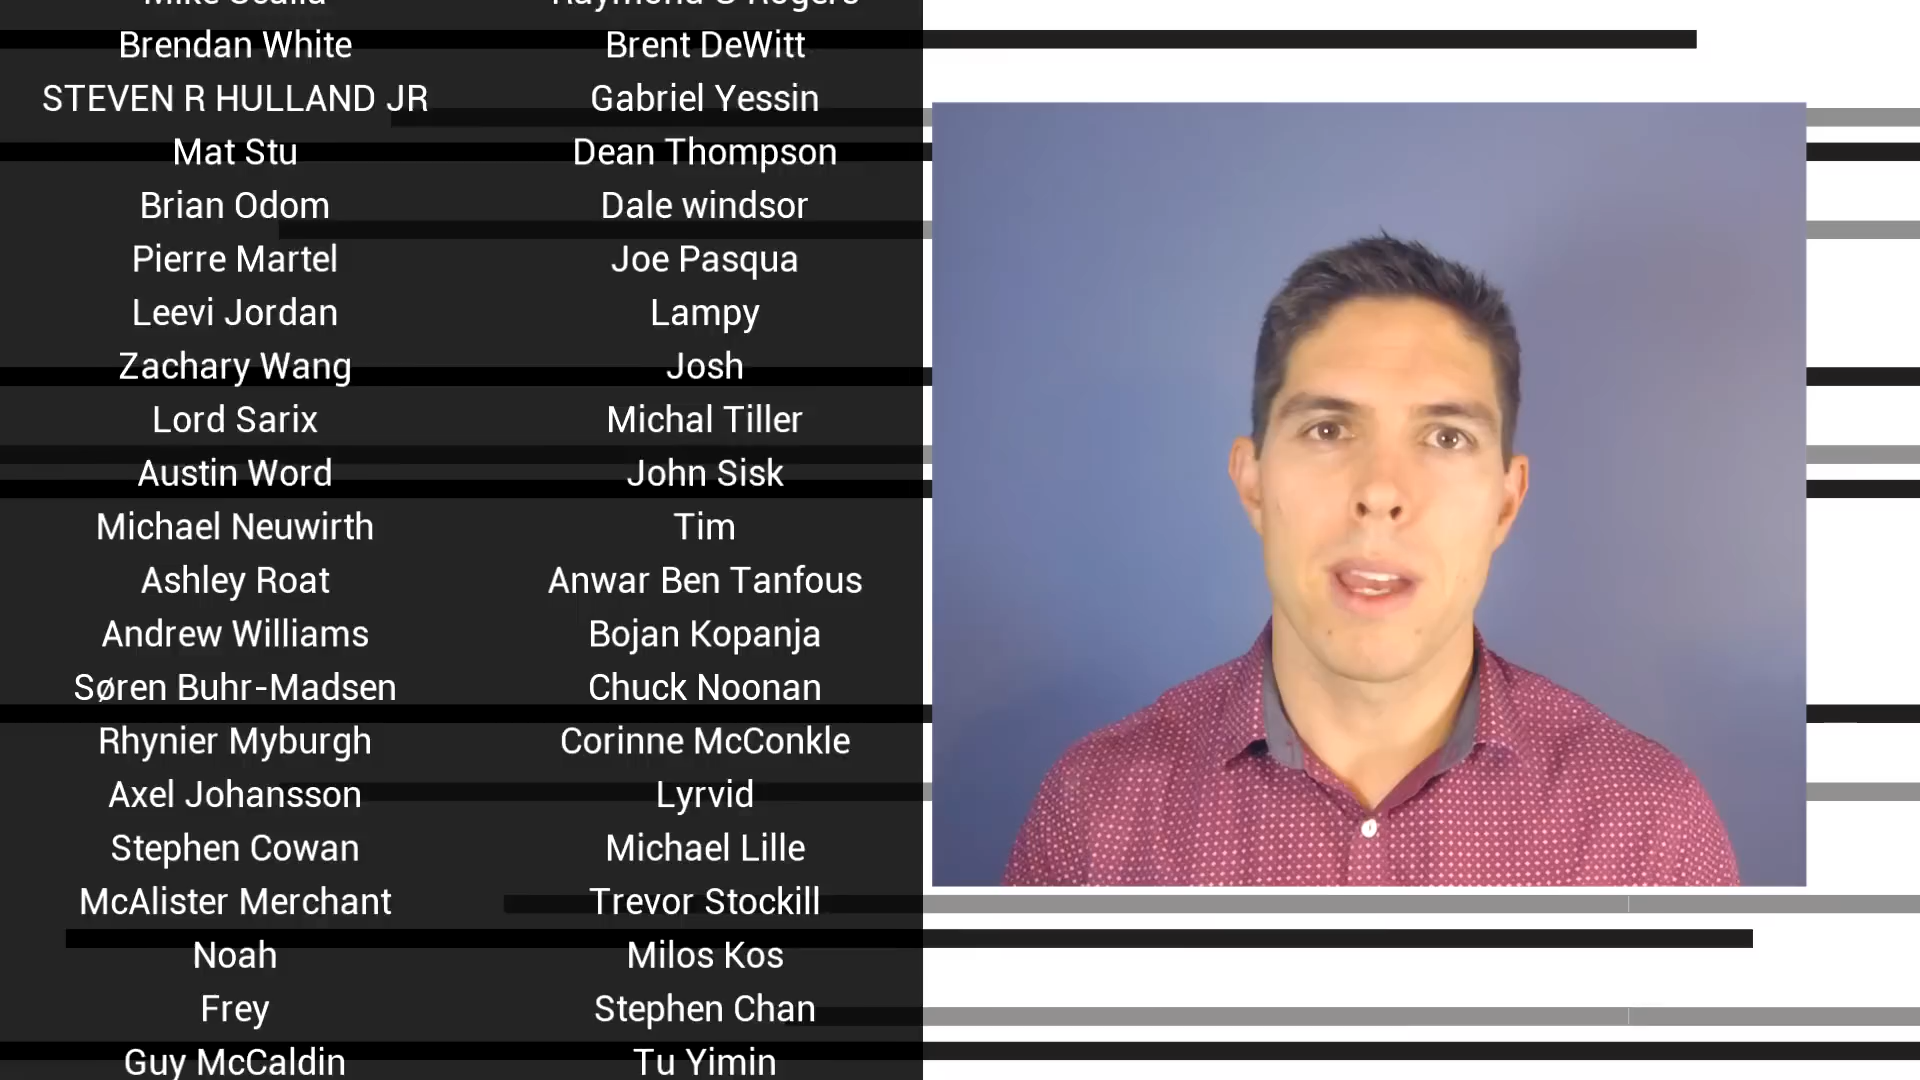 Brendan White
Brent DeWitt
STEVEN R HULLAND JR
Gabriel Yessin
Mat Stu
Dean Thompson
Brian Odom
Dale windsor
Pierre Martel
Joe Pasqua
Leevi Jordan
Lampy
Zachary Wang
Josh
Lord Sarix
Michal Tiller
Austin Word
John Sisk
Michael Neuwirth
Tim
Ashley Roat
Anwar Ben Tanfous
Andrew Williams
Bojan Kopanja
Søren Buhr-Madsen
Chuck Noonan
Rhynier Myburgh
Corinne McConkle
Axel Johansson
Lyrvid
Stephen Cowan
Michael Lille
McAlister Merchant
Trevor Stockill
Noah
Milos Kos
Frey
Stephen Chan
Guy McCaldin
Tu Yimin